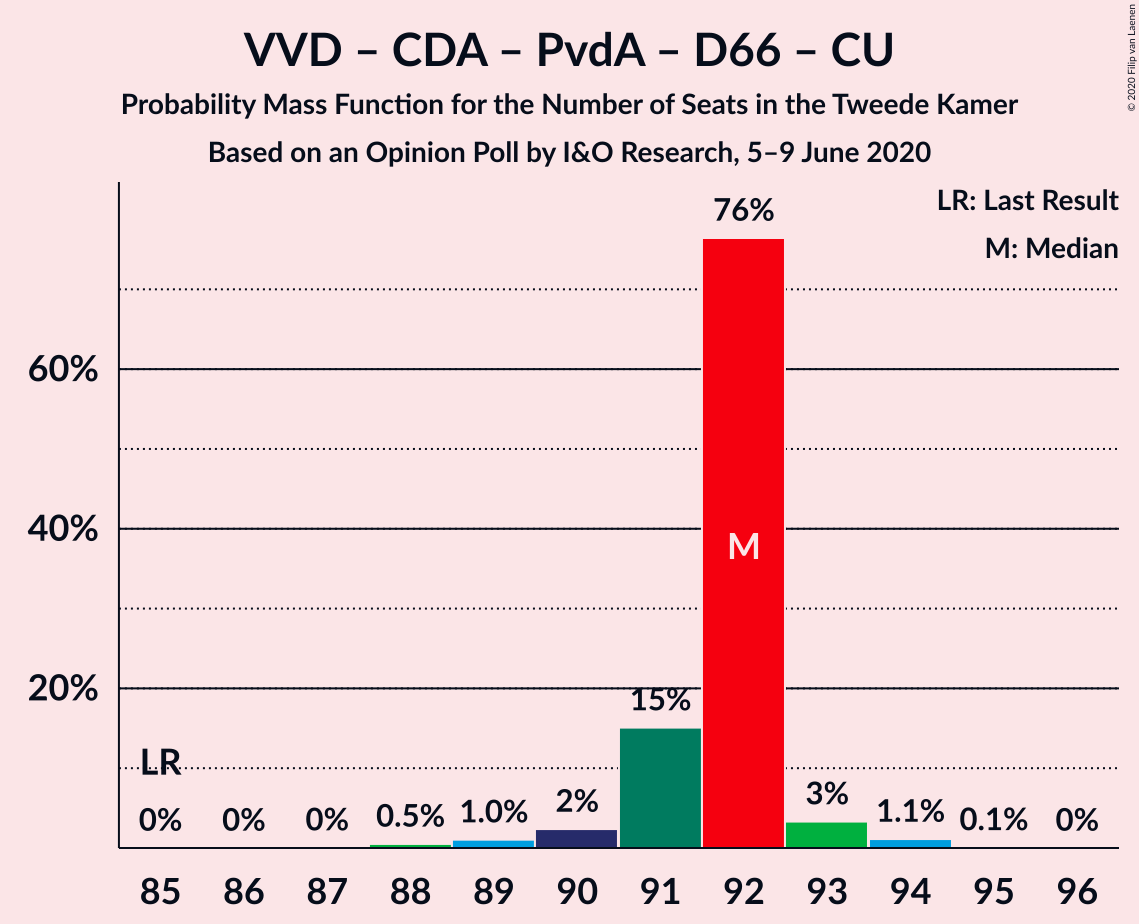 VVD – CDA – PvdA – D66 – CU
Probability Mass Function for the Number of Seats in the Tweede Kamer
Based on an Opinion Poll by I&O Research, 5–9 June 2020
© 2020 Filip van Laenen
LR: Last Result
M: Median
76%
60%
40%
M
20%
15%
LR
0% 0% 0% 0.5% 1.0% 2% 3% 1.1% 0.1% 0%
85 86 87 88 89 90 91 92 93 94 95 96